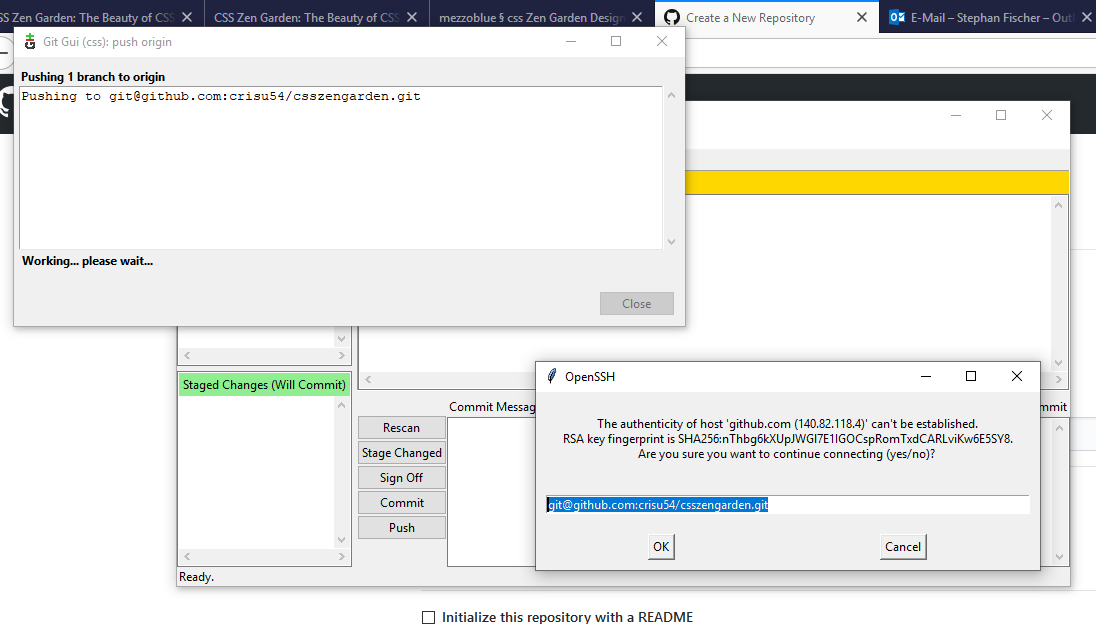 SS Zen Garden: The Beauty of CSS
CSS Zen Garden: The Beauty of CSS
mezzoblue § css Zen Garden Design
Create a New Repository
E-Mail – Stephan Fischer – Outl
Git Gui (css): push origin
Pushing 1 branch to origin
Pushing to git@github.com:crisu54/csszengarden.git
Working... please wait...
Close
Staged Changes (Will Commit)
Rescan
Stage Changed
Sign Off
Commit
Push
Commit Messag
mmit
Ready.
OpenSSH
The authenticity of host 'github.com (140.82.118.4)' can't be established.
RSA key fingerprint is SHA256:nThbg6kXUpJWGl7E1IGOCspRomTxdCARLviKw6E5SY8.
Are you sure you want to continue connecting (yes/no)?
git@github.com:crisu54/csszengarden.git
OK
Cancel
Initialize this repository with a README